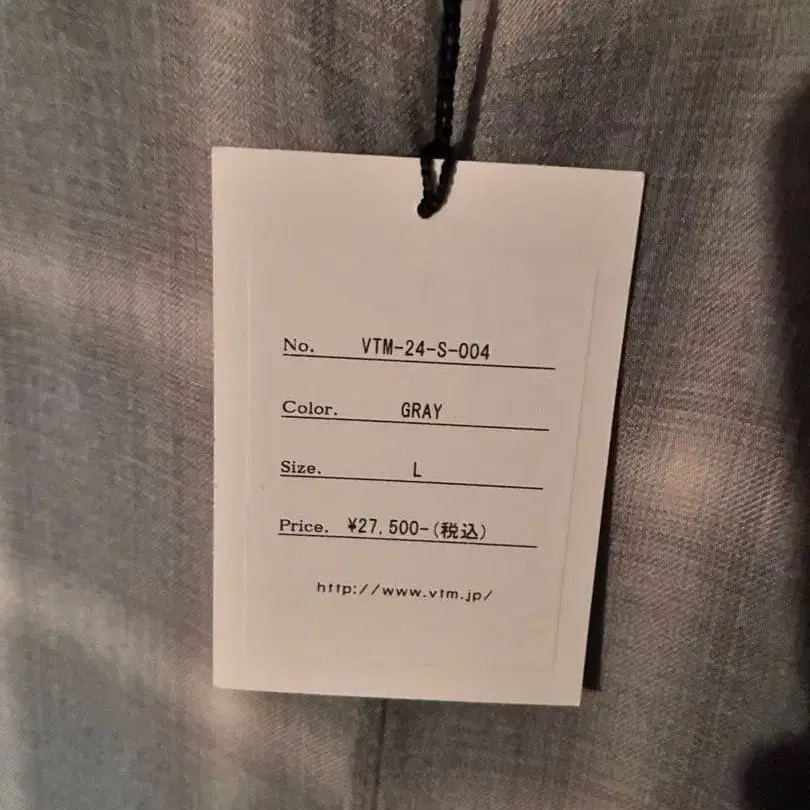 No. VTM-24-S-004
Color. GRAY
Size. L
Price. ¥27,500-(税込)
http://www.vtm.jp/